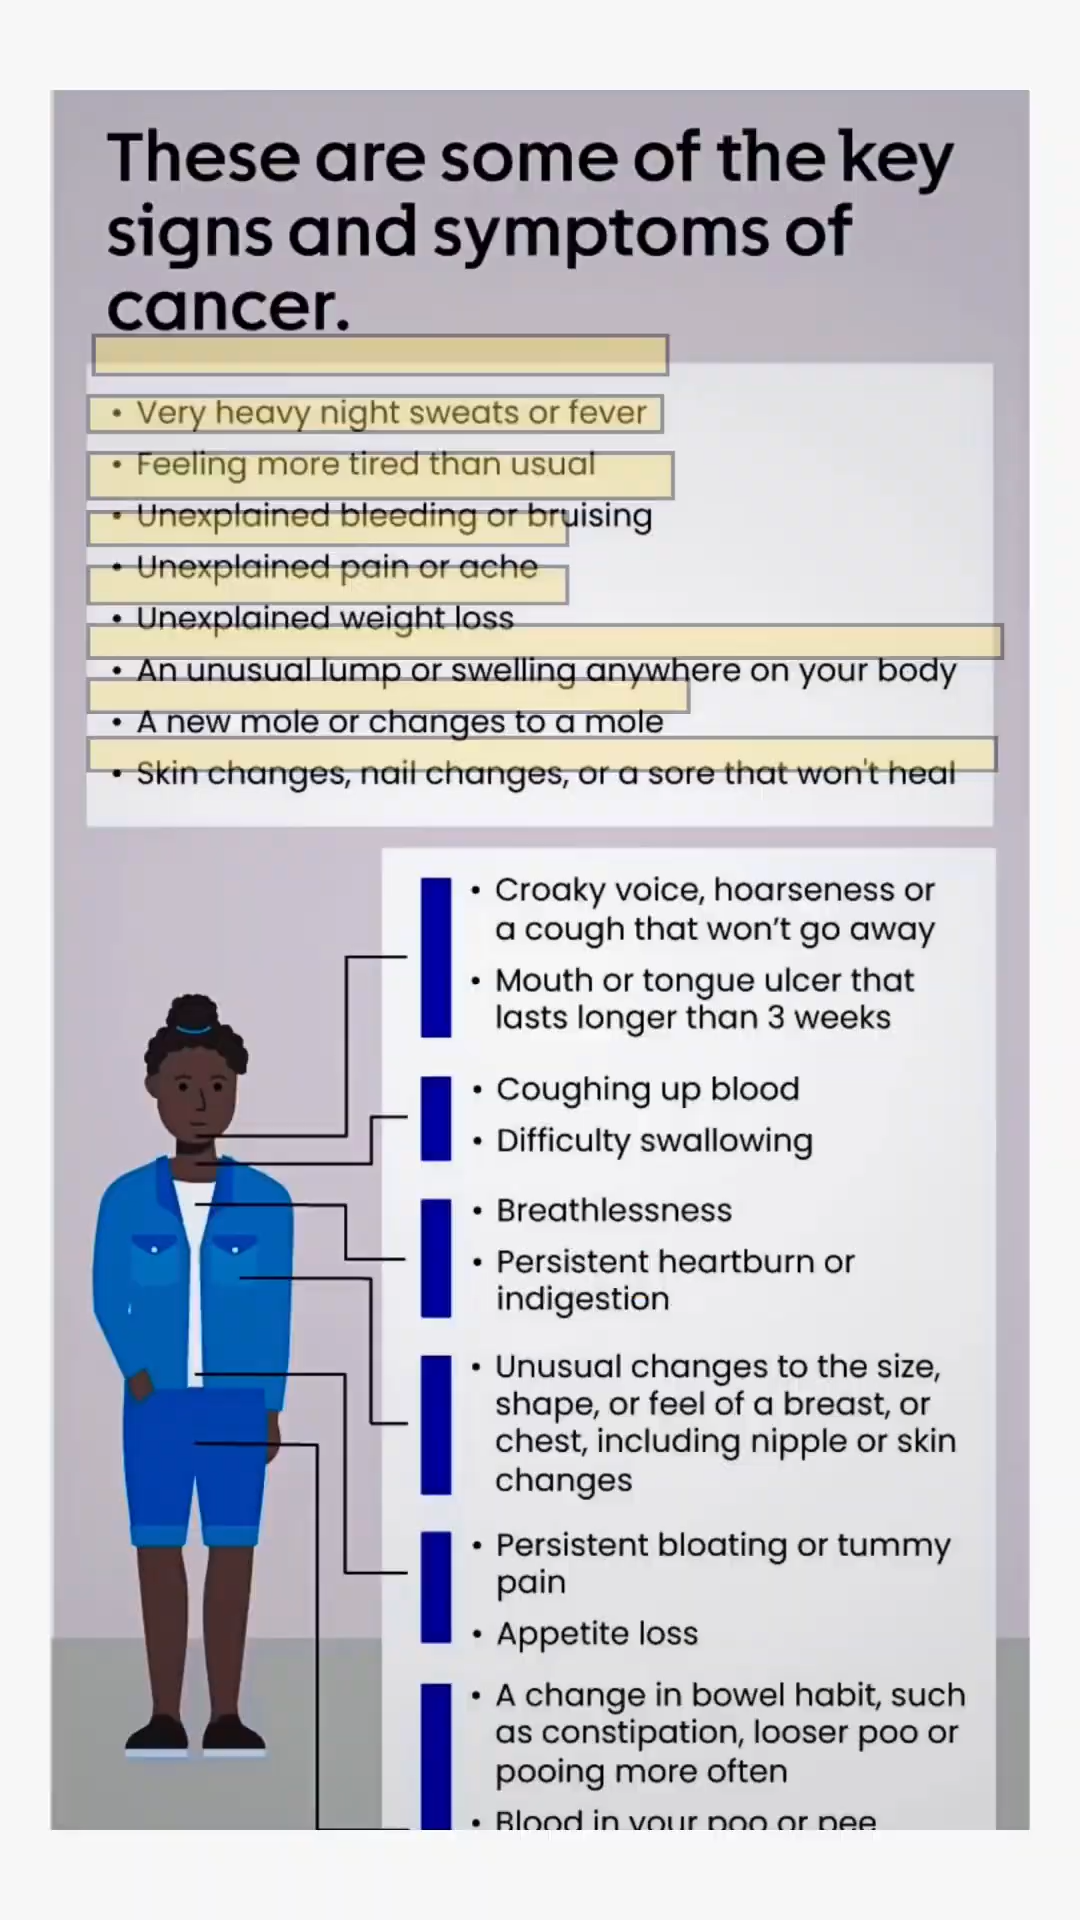 These are some of the key
signs and symptoms of
cancer.
• Very heavy night sweats or fever
• Feeling more tired than usual
• Unexplained bleeding or bruising
• Unexplained pain or ache
• Unexplained weight loss
• An unusual lump or swelling anywhere on your body
• A new mole or changes to a mole
• Skin changes, nail changes, or a sore that won't heal
• Croaky voice, hoarseness or
a cough that won’t go away
• Mouth or tongue ulcer that
lasts longer than 3 weeks
• Coughing up blood
• Difficulty swallowing
• Breathlessness
• Persistent heartburn or
indigestion
• Unusual changes to the size,
shape, or feel of a breast, or
chest, including nipple or skin
changes
• Persistent bloating or tummy
pain
• Appetite loss
• A change in bowel habit, such
as constipation, looser poo or
pooing more often
• Blood in your poo or pee